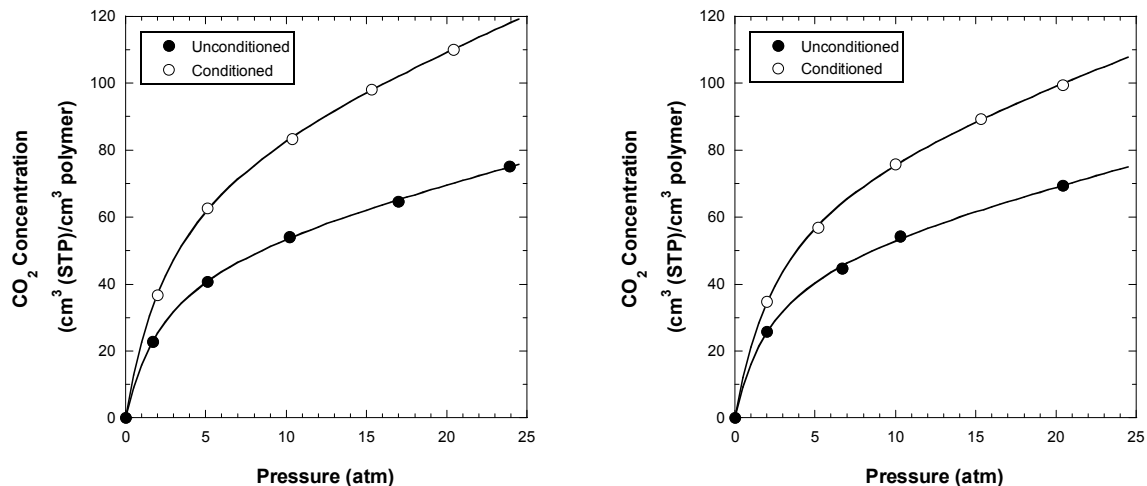 120
100
80
60
40
20
0
CO2 Concentration
(cm3 (STP)/cm3 polymer)
Unconditioned
Conditioned
0 5 10 15 20 25
Pressure (atm)
120
100
80
60
40
20
0
CO2 Concentration
(cm3 (STP)/cm3 polymer)
Unconditioned
Conditioned
0 5 10 15 20 25
Pressure (atm)